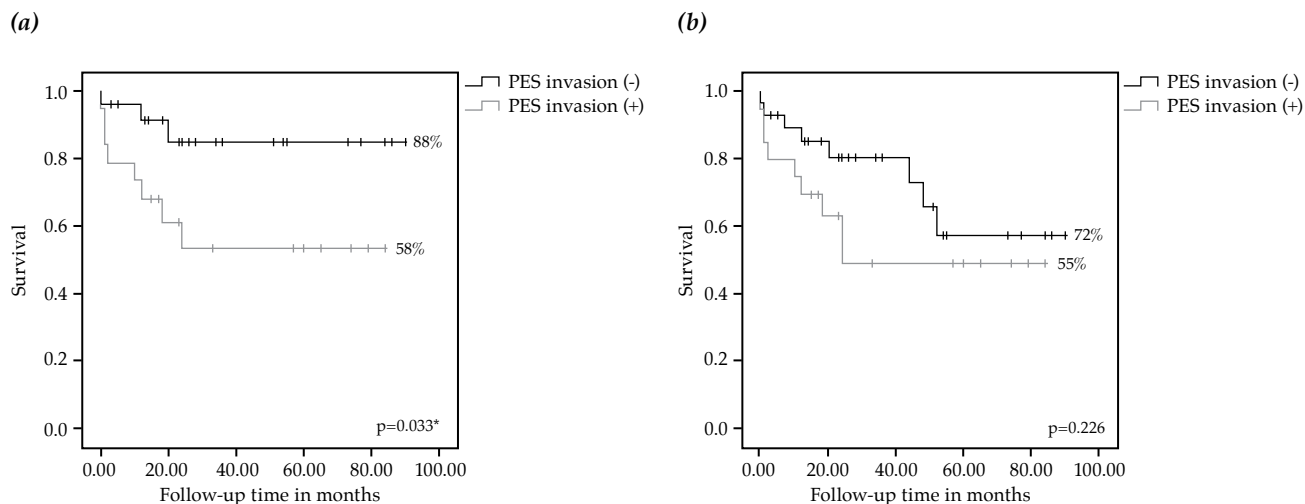 (a)
PES invasion (-)
PES invasion (+)
1.0
0.8
0.6
0.4
0.2
0.0
Survival
88%
58%
p=0.033*
0.00 20.00 40.00 60.00 80.00 100.00
Follow-up time in months
(b)
PES invasion (-)
PES invasion (+)
1.0
0.8
0.6
0.4
0.2
0.0
Survival
72%
55%
p=0.226
0.00 20.00 40.00 60.00 80.00 100.00
Follow-up time in months